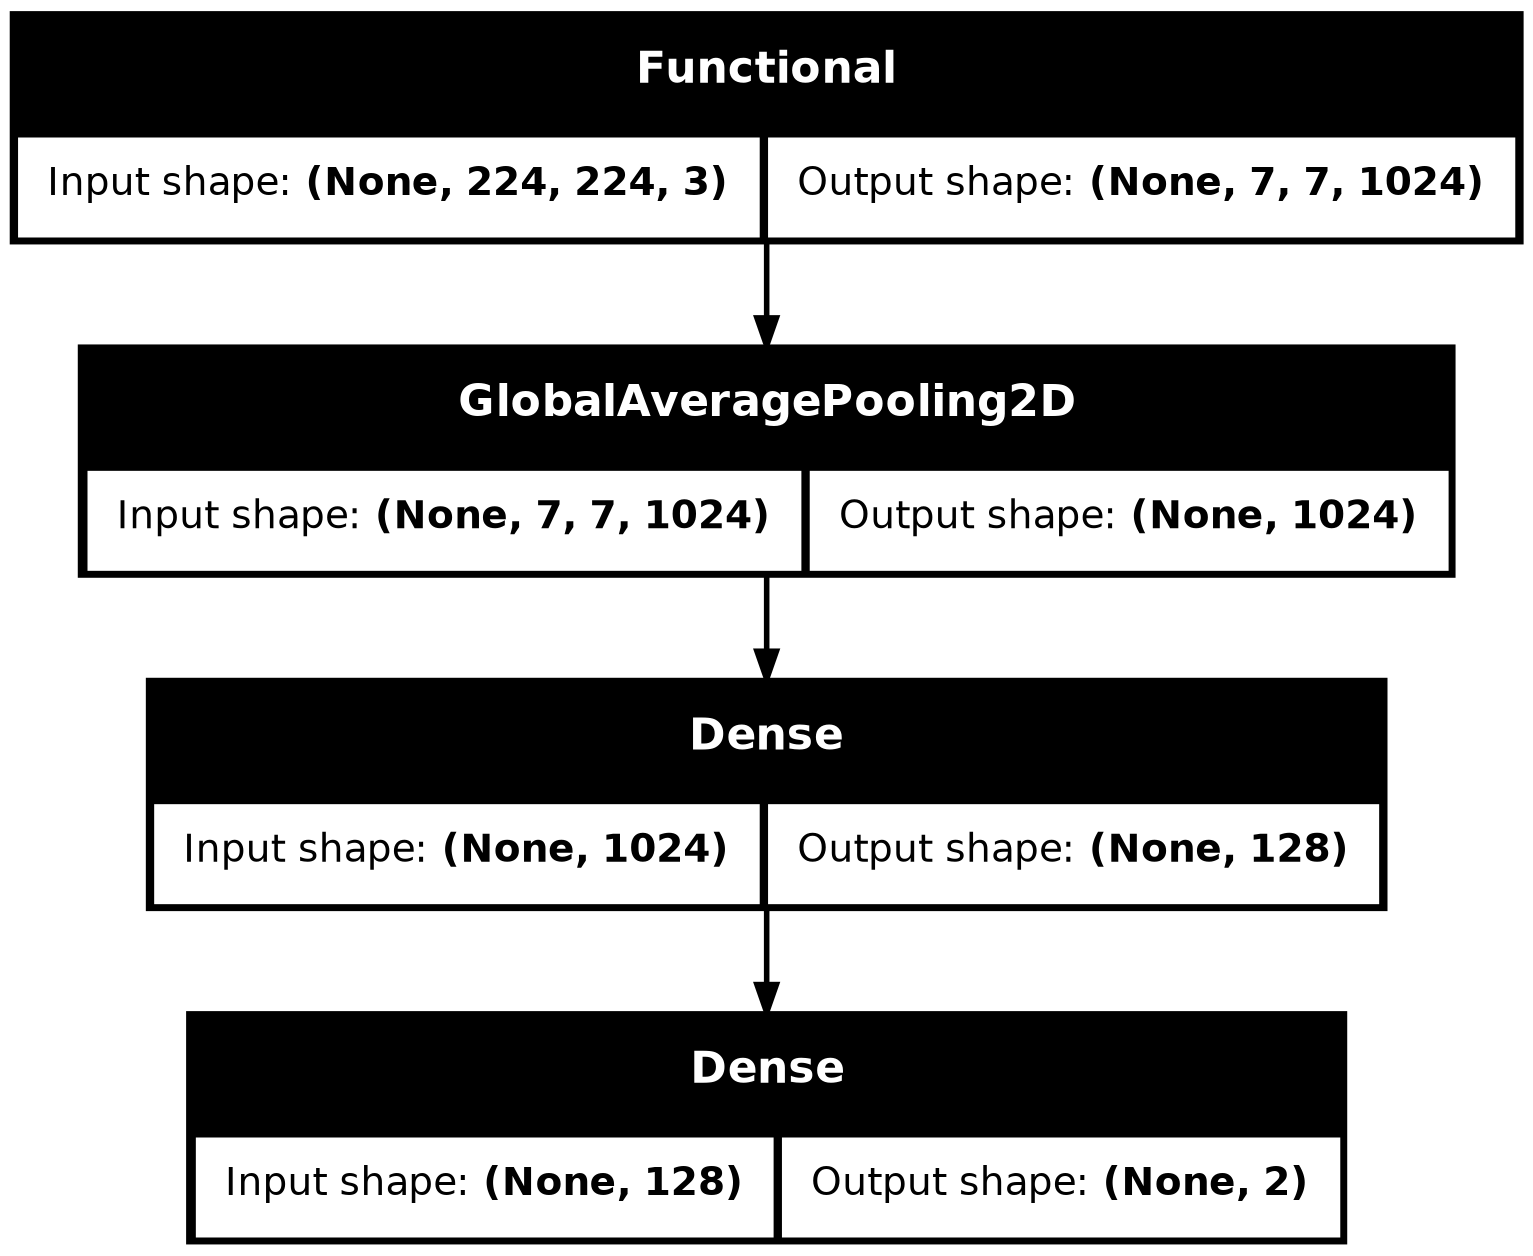 Functional
Input shape: (None, 224, 224, 3) Output shape: (None, 7, 7, 1024)
GlobalAveragePooling2D
Input shape: (None, 7, 7, 1024) Output shape: (None, 1024)
Dense
Input shape: (None, 1024) Output shape: (None, 128)
Dense
Input shape: (None, 128) Output shape: (None, 2)